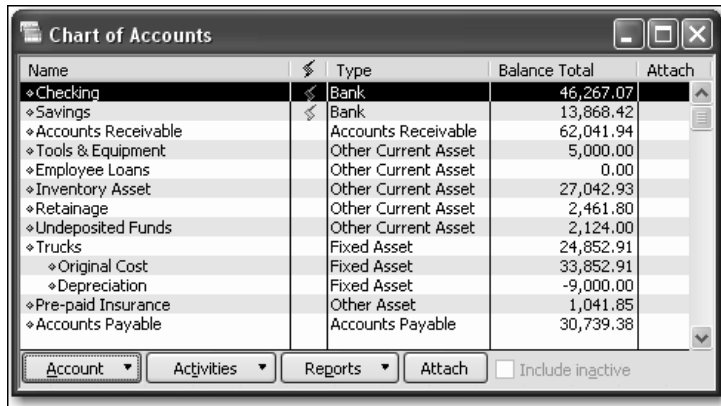 Chart of Accounts
Name Type Balance Total Attach
Checking Bank 46,267.07
Savings Bank 13,868.42
Accounts Receivable Accounts Receivable 62,041.94
Tools & Equipment Other Current Asset 5,000.00
Employee Loans Other Current Asset 0.00
Inventory Asset Other Current Asset 27,042.93
Retainage Other Current Asset 2,461.80
Undeposited Funds Other Current Asset 2,124.00
Trucks Fixed Asset 24,852.91
Original Cost Fixed Asset 33,852.91
Depreciation Fixed Asset -9,000.00
Pre-paid Insurance Other Asset 1,041.85
Accounts Payable Accounts Payable 30,739.38
Account Activities Reports Attach Include inactive